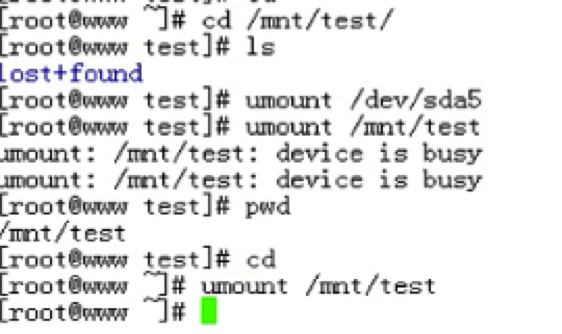 [root@www ~]# cd /mnt/test/
[root@www test]# ls
lost+found
[root@www test]# umount /dev/sda5
[root@www test]# umount /mnt/test
umount: /mnt/test: device is busy
umount: /mnt/test: device is busy
[root@www test]# pwd
/mnt/test
[root@www test]# cd
[root@www ~]# umount /mnt/test
[root@www ~]#